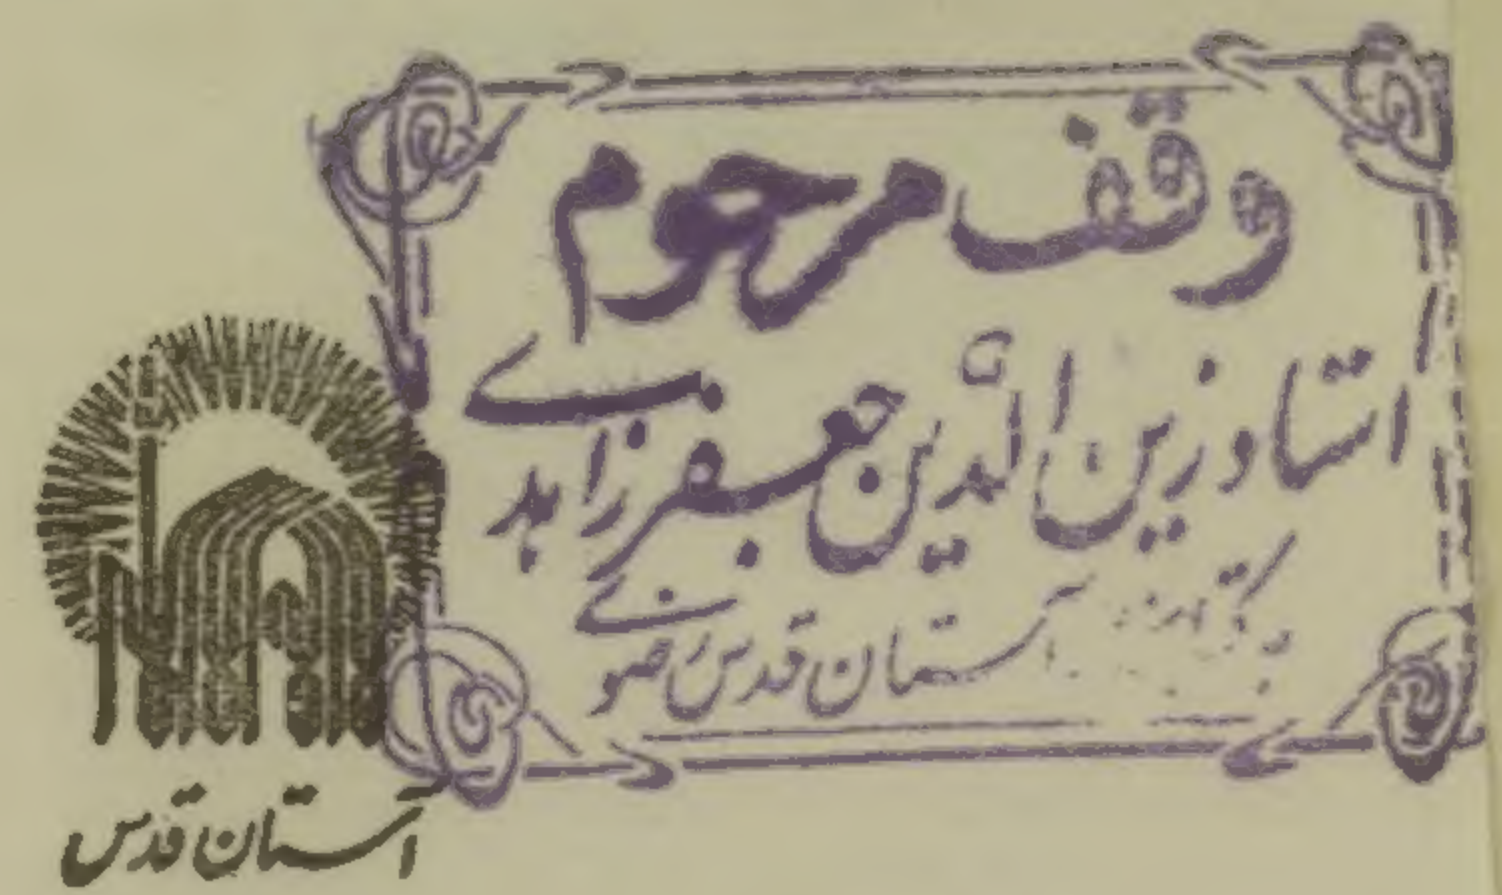 وقف مرحوم
استاد زین الدین جعفر زاهدی
آستان قدس رضوی
آستان قدس